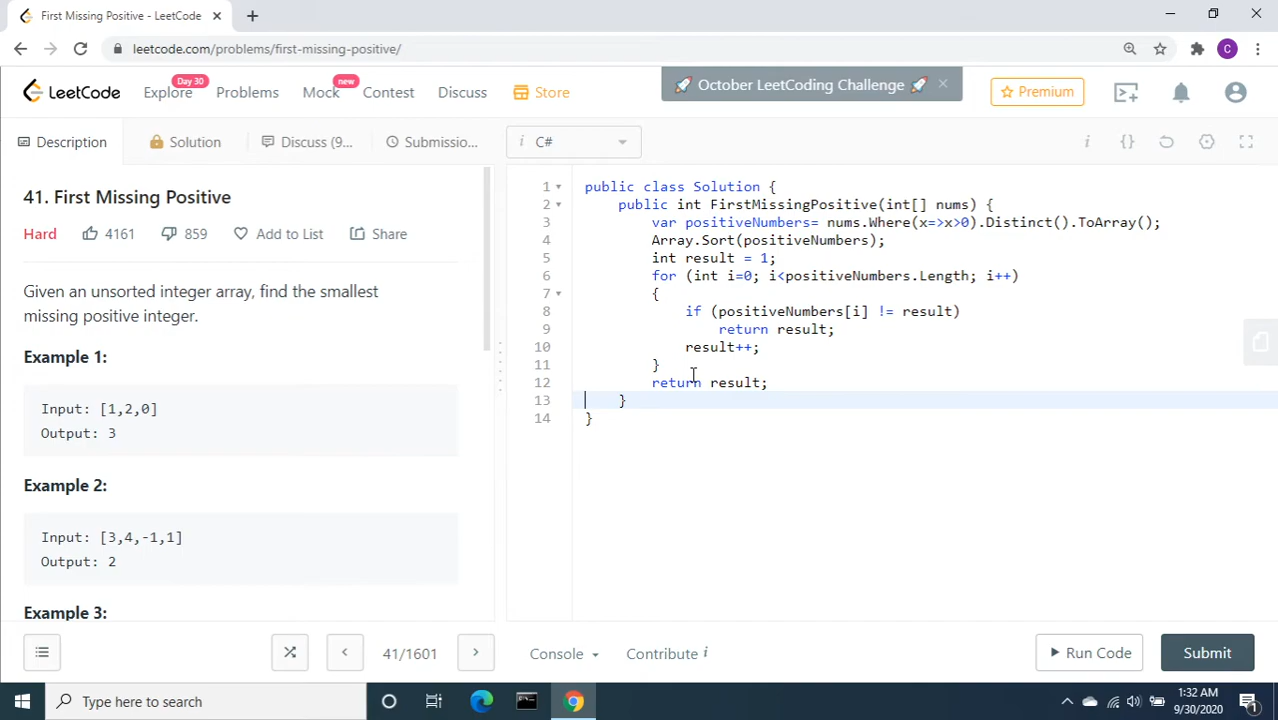 First Missing Positive - LeetCode
leetcode.com/problems/first-missing-positive/
C
LeetCode
Explore
Day 30
Problems
Mock
new
Contest
Discuss
Store
🚀 October LeetCoding Challenge 🚀
Premium
Description
Solution
Discuss (9...
Submissio...
i C#
i {}
41. First Missing Positive
Hard 4161 859 Add to List Share
Given an unsorted integer array, find the smallest
missing positive integer.
Example 1:
Input: [1,2,0]
Output: 3
Example 2:
Input: [3,4,-1,1]
Output: 2
Example 3:
1 public class Solution {
2 public int FirstMissingPositive(int[] nums) {
3 var positiveNumbers= nums.Where(x=>x>0).Distinct().ToArray();
4 Array.Sort(positiveNumbers);
5 int result = 1;
6 for (int i=0; i<positiveNumbers.Length; i++)
7 {
8 if (positiveNumbers[i] != result)
9 return result;
10 result++;
11 }
12 return result;
13 }
14 }
41/1601
Console
Contribute i
Run Code
Submit
Type here to search
1:32 AM
9/30/2020
1